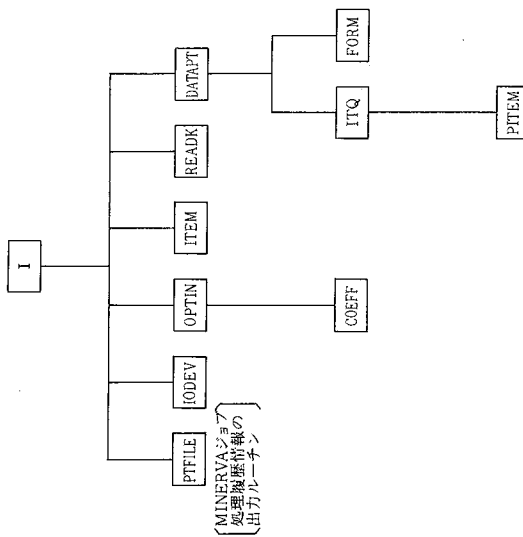 I
PTFILE
IODEV
OPTIN
ITEM
READK
DATAPT
(MINERVAジョブ
処理履歴情報の
出力ルーチン)
COEFF
ITQ
FORM
PITEM